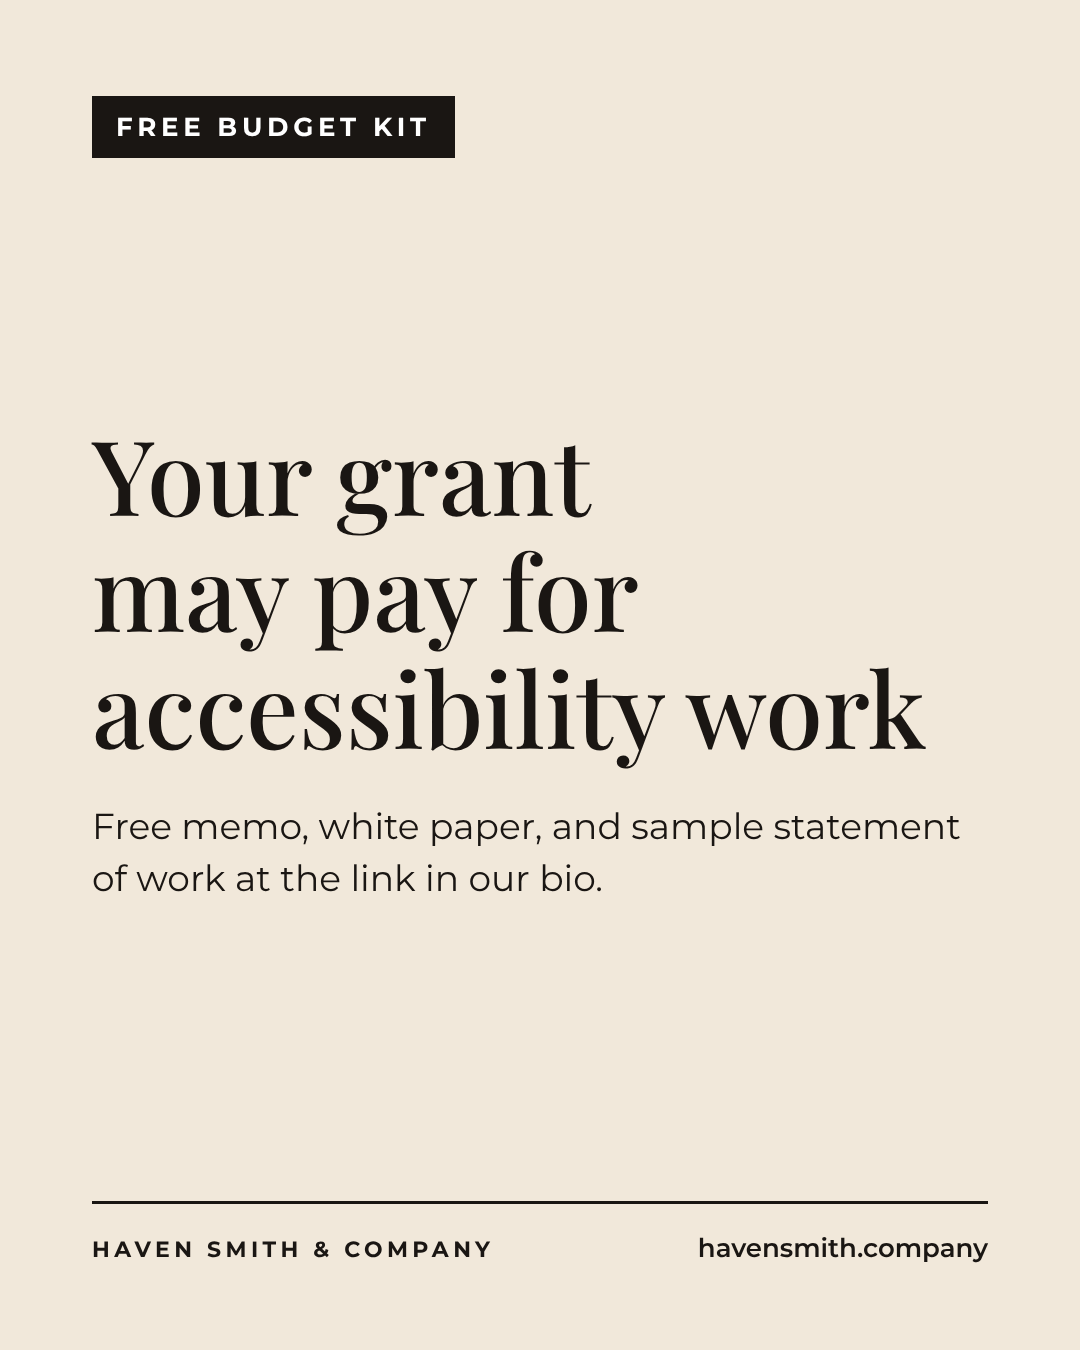 FREE BUDGET KIT
Your grant
may pay for
accessibility work
Free memo, white paper, and sample statement
of work at the link in our bio.
HAVEN SMITH & COMPANY
havensmith.company